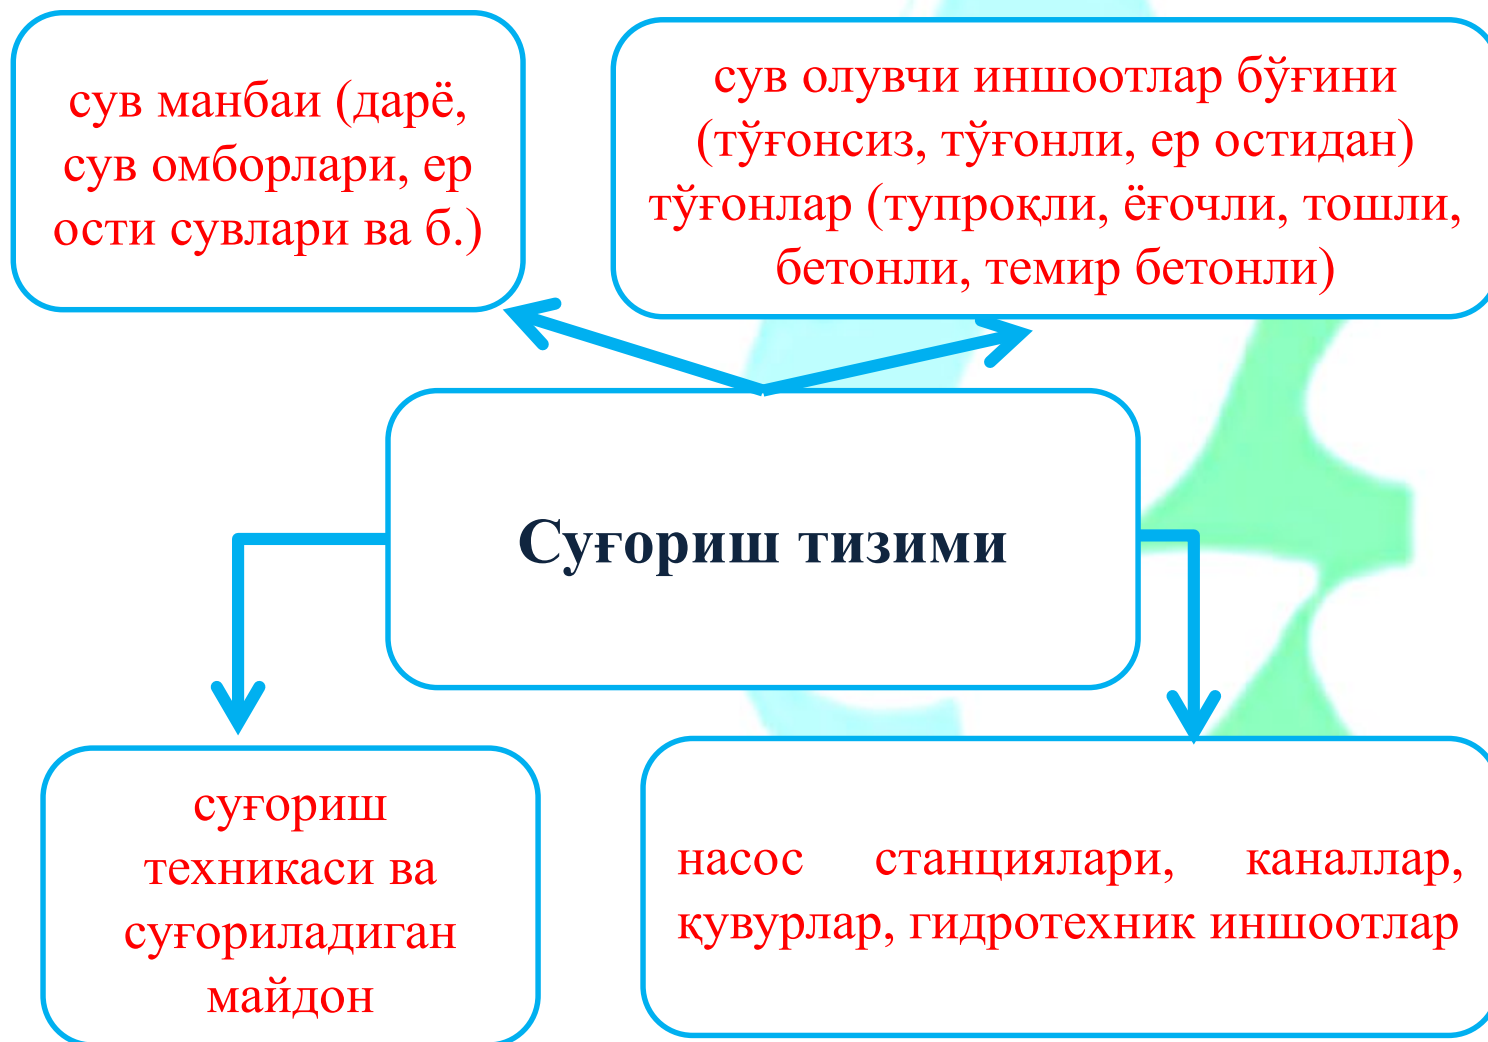 сув манбаи (дарё,
сув омборлари, ер
ости сувлари ва б.)
сув олувчи иншоотлар бўғини
(тўғонсиз, тўғонли, ер остидан)
тўғонлар (тупроқли, ёғочли, тошли,
бетонли, темир бетонли)
Суғориш тизими
суғориш
техникаси ва
суғориладиган
майдон
насос станциялари, каналлар,
қувурлар, гидротехник иншоотлар